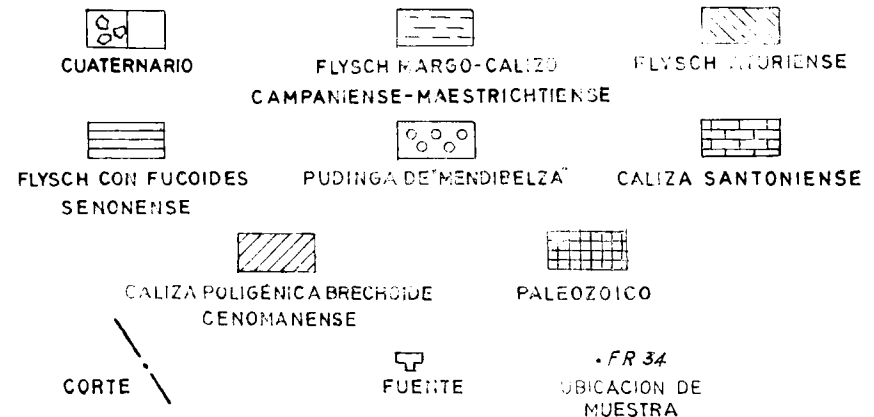 CUATERNARIO
FLYSCH MARGO-CALIZO
CAMPANIENSE-MAESTRICHTIENSE
FLYSCH
FLYSCH CON FUCOIDES
SENONENSE
PUDINGA DE "MENDIBELZA"
CALIZA SANTONIENSE
CALIZA POLIGÉNICA BRECHOIDE
CENOMANENSE
PALEOZOICO
CORTE
FUENTE
• FR 34
UBICACION DE
MUESTRA